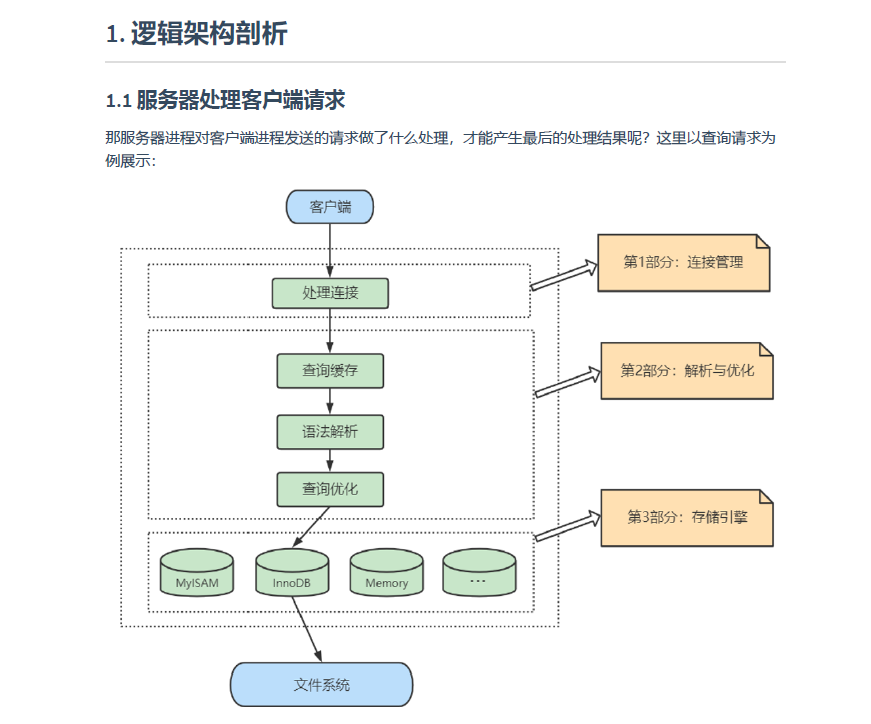 1. 逻辑架构剖析
1.1 服务器处理客户端请求
那服务器进程对客户端进程发送的请求做了什么处理，才能产生最后的处理结果呢？这里以查询请求为
例展示：
客户端
第1部分：连接管理
处理连接
查询缓存
第2部分：解析与优化
语法解析
查询优化
第3部分：存储引擎
MyISAM
InnoDB
Memory
...
文件系统